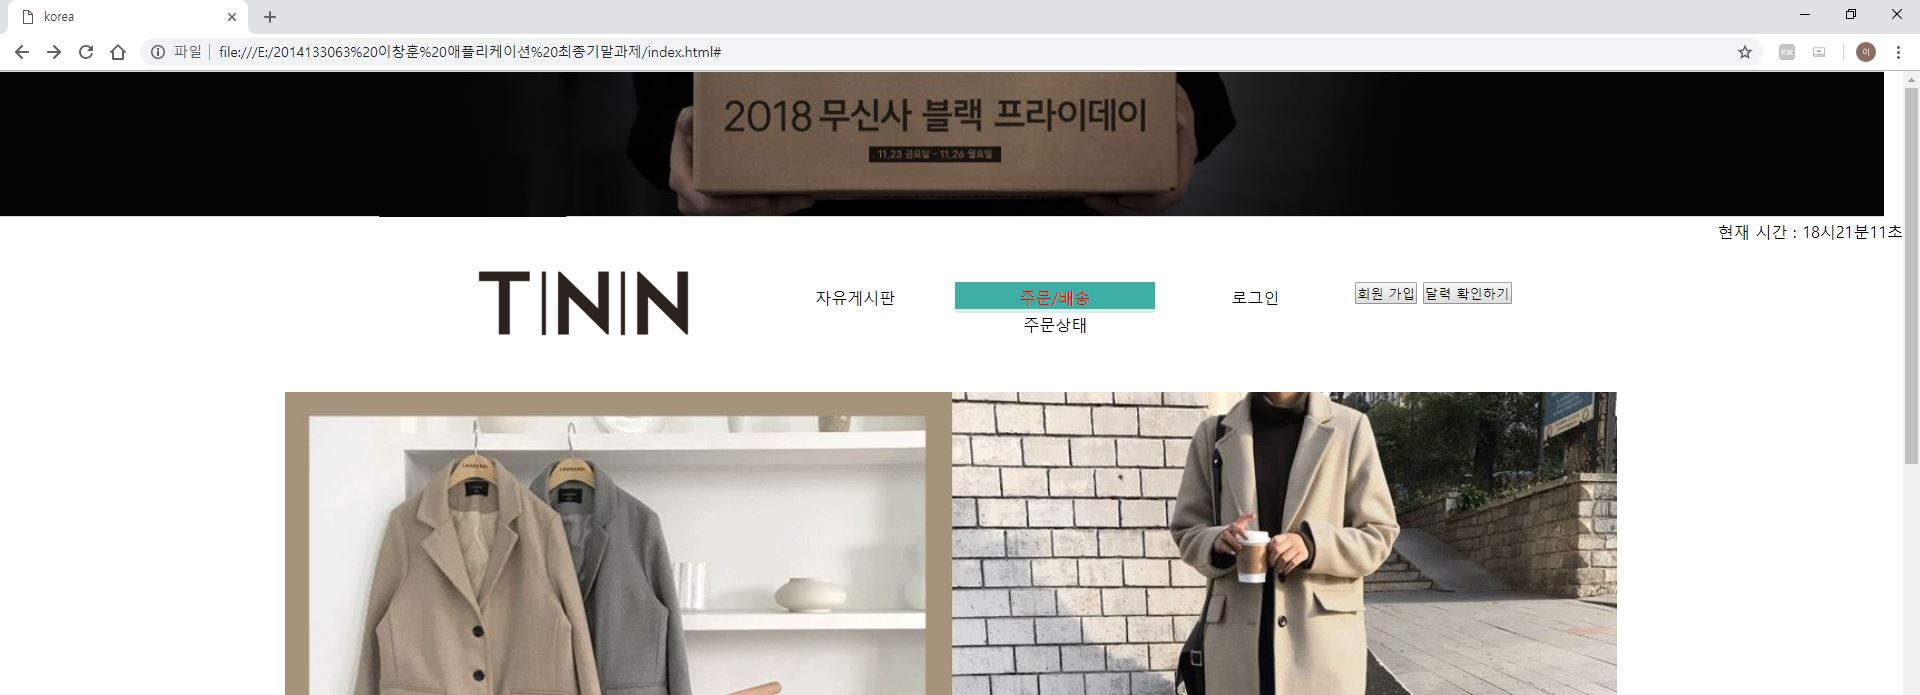 korea
파일 file:///E:/2014133063%20이창훈%20애플리케이션%20최종기말과제/index.html#
이
2018 무신사 블랙 프라이데이
11.23 금요일 - 11.26 월요일
현재 시간 : 18시21분11초
T|N|N
자유게시판 주문/배송 로그인 회원 가입 달력 확인하기
주문상태